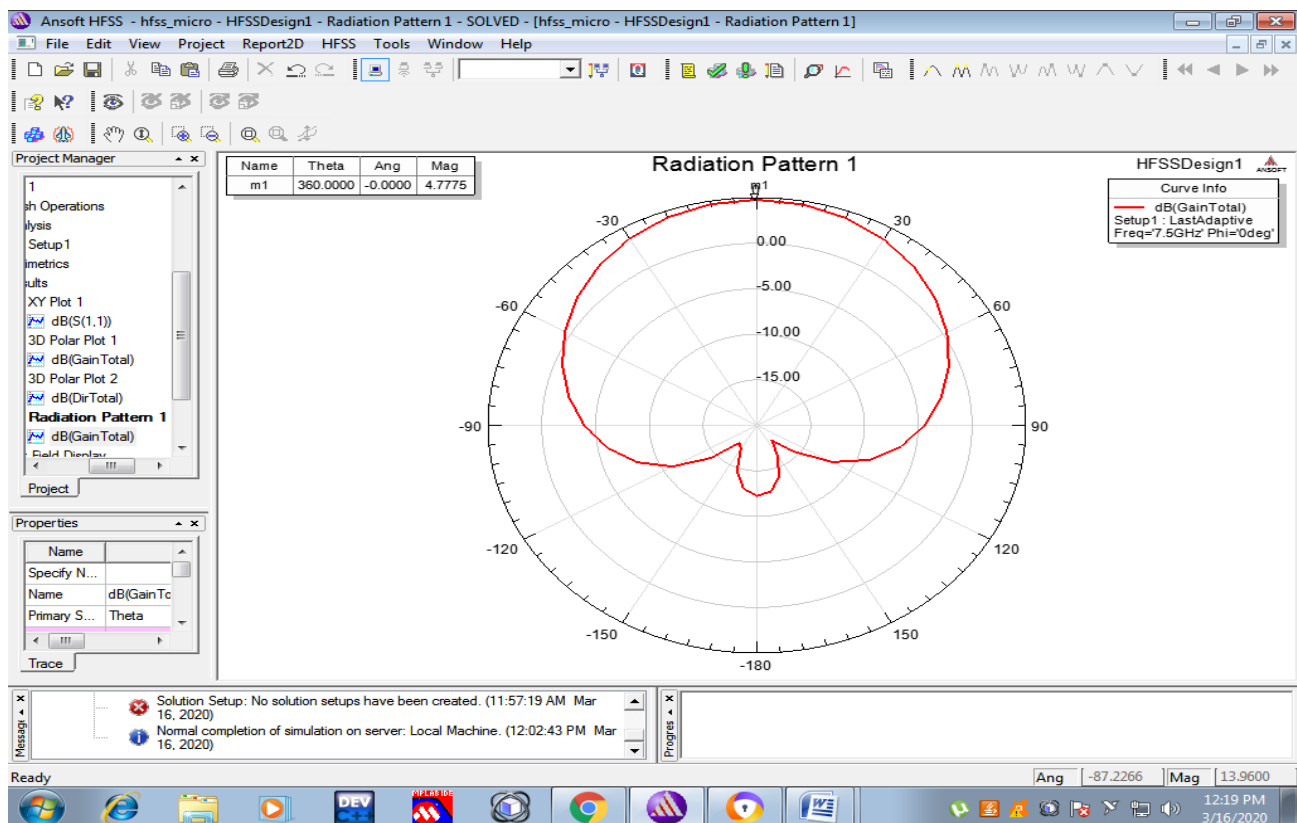 Ansoft HFSS - hfss_micro - HFSSDesign1 - Radiation Pattern 1 - SOLVED - [hfss_micro - HFSSDesign1 - Radiation Pattern 1]
File Edit View Project Report2D HFSS Tools Window Help
Project Manager
1
sh Operations
lysis
Setup1
imetrics
ults
XY Plot 1
dB(S(1,1))
3D Polar Plot 1
dB(GainTotal)
3D Polar Plot 2
dB(DirTotal)
Radiation Pattern 1
dB(GainTotal)
Field Display
Project
Properties
Name
Specify N...
Name dB(GainTc
Primary S... Theta
Trace
Name Theta Ang Mag
m1 360.0000 -0.0000 4.7775
Radiation Pattern 1
HFSSDesign1
ANSOFT
Curve Info
dB(GainTotal)
Setup1 : LastAdaptive
Freq='7.5GHz' Phi='0deg'
m1
-30 30
0.00
-5.00
-60 60
-10.00
-15.00
-90 90
-120 120
-150 150
-180
Message
Solution Setup: No solution setups have been created. (11:57:19 AM Mar
16, 2020)
Normal completion of simulation on server: Local Machine. (12:02:43 PM Mar
16, 2020)
Progres
Ready
Ang -87.2266 Mag 13.9600
DEV
C++
MPLAB IDE
12:19 PM
3/16/2020